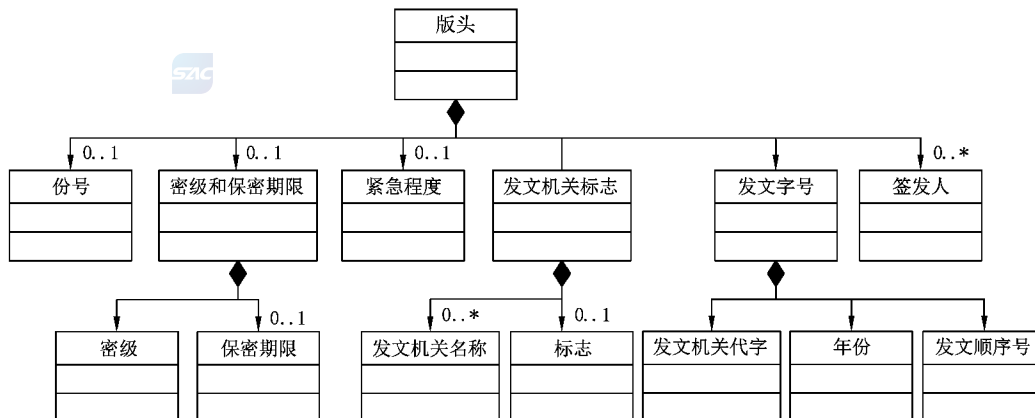 版头
SAC
0..1
0..1
0..1
0..*
份号
密级和保密期限
紧急程度
发文机关标志
发文字号
签发人
0..1
0..*
0..1
密级
保密期限
发文机关名称
标志
发文机关代字
年份
发文顺序号